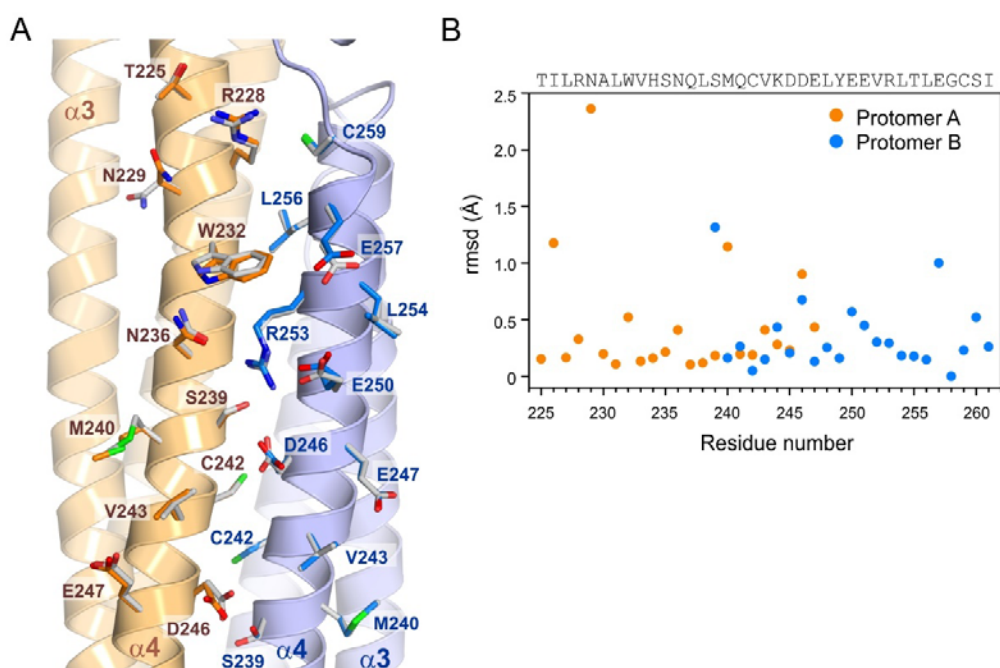 A
T225
α3
R228
C259
N229
L256
W232
E257
L254
N236
R253
E250
S239
M240
D246
C242
E247
V243
C242
V243
E247
D246
M240
α4
S239
α4
α3
B
TILRNALWVHSNQLSMQCVKDDELYEEVRLTLEGCSI
2.5
Protomer A
Protomer B
2.0
1.5
1.0
0.5
0
rmsd (Å)
225 230 235 240 245 250 255 260
Residue number